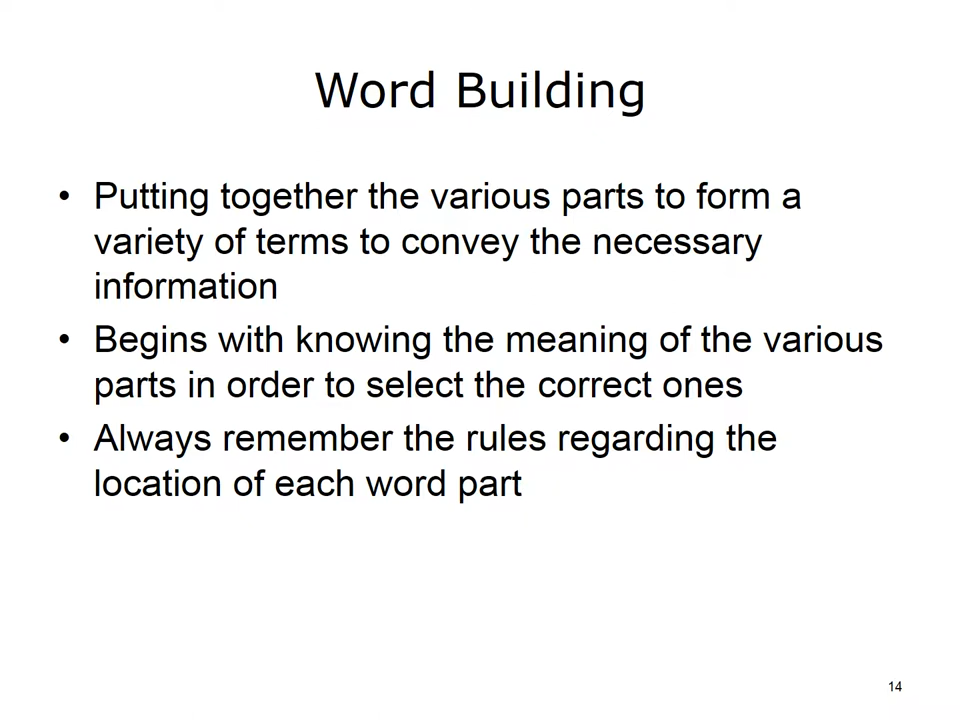 Word Building
• Putting together the various parts to form a
variety of terms to convey the necessary
information
• Begins with knowing the meaning of the various
parts in order to select the correct ones
• Always remember the rules regarding the
location of each word part
14